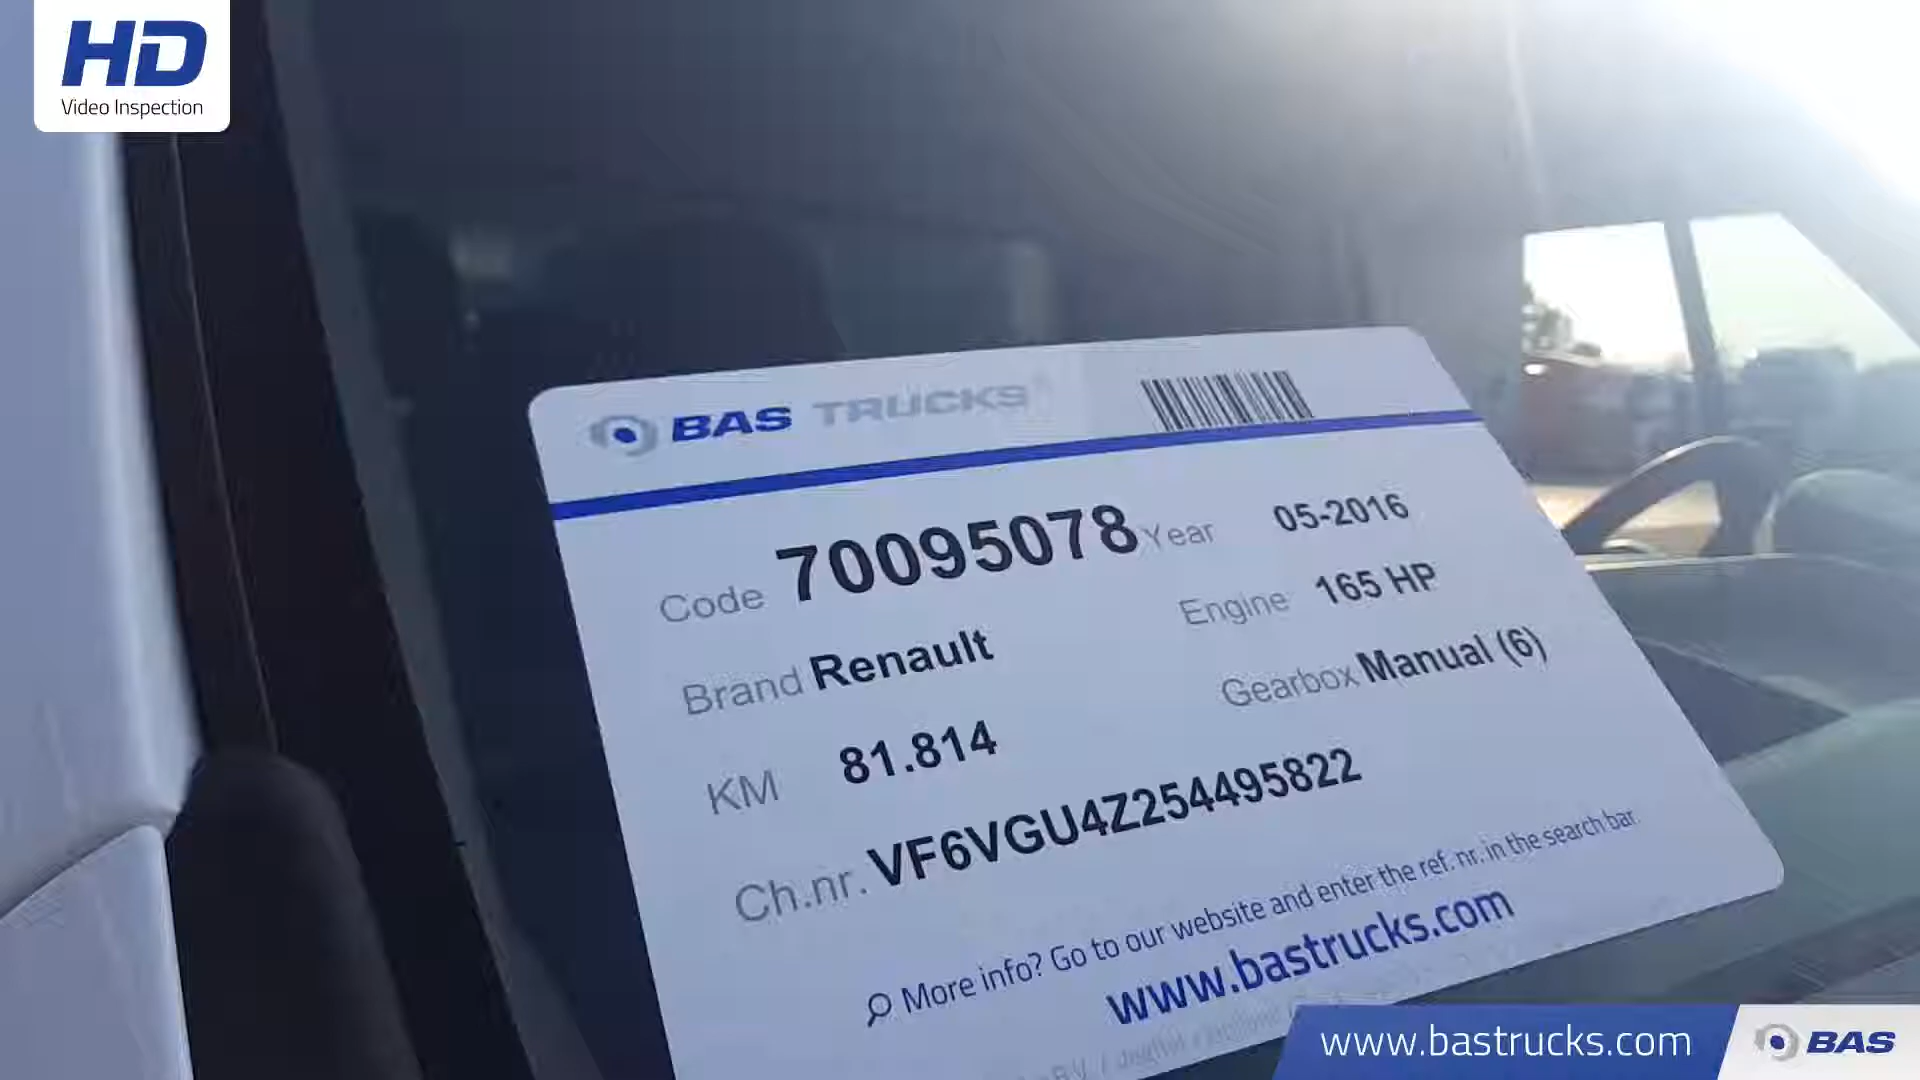 HD
Video Inspection
BAS TRUCKS
Code 70095078 Year 05-2016
Engine 165 HP
Brand Renault
Gearbox Manual (6)
KM 81.814
Ch.nr. VF6VGU4Z254495822
More info? Go to our website and enter the ref. nr. in the search bar.
www.bastrucks.com
www.bastrucks.com
BAS